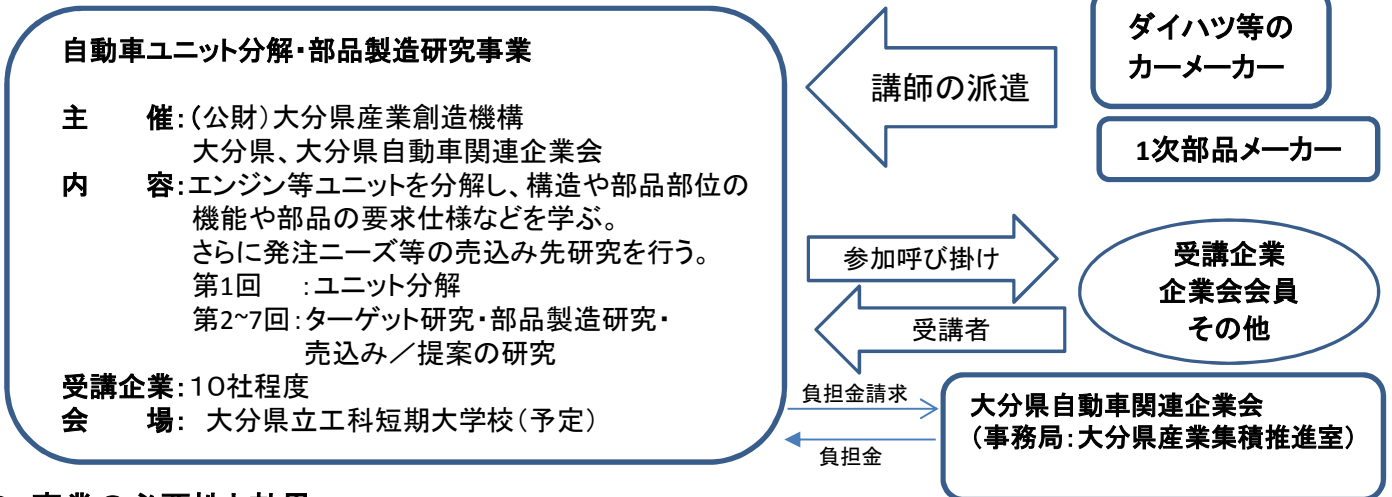 自動車ユニット分解・部品製造研究事業
主　　催：（公財）大分県産業創造機構
大分県、大分県自動車関連企業会
内　　容：エンジン等ユニットを分解し、構造や部品部位の
機能や部品の要求仕様などを学ぶ。
さらに発注ニーズ等の売込み先研究を行う。
第1回　：ユニット分解
第2~7回：ターゲット研究・部品製造研究・
売込み／提案の研究
受講企業：１０社程度
会　　場：　大分県立工科短期大学校（予定）
講師の派遣
ダイハツ等の
カーメーカー
1次部品メーカー
参加呼び掛け
受講者
受講企業
企業会会員
その他
負担金請求
負担金
大分県自動車関連企業会
（事務局：大分県産業集積推進室）